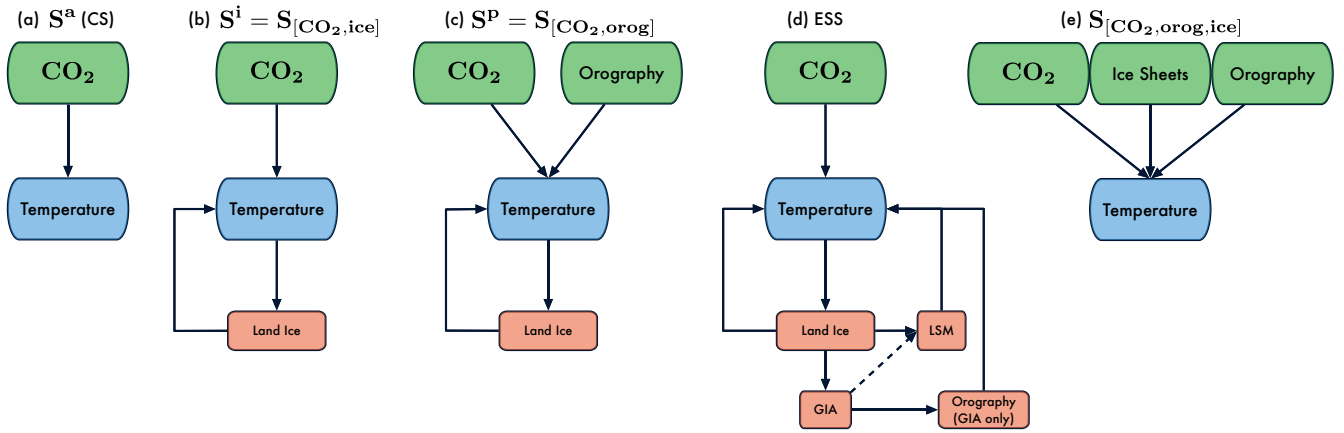 (a) Sᵃ (CS)
(b) Sⁱ = S[CO₂,ice]
(c) Sᵖ = S[CO₂,orog]
(d) ESS
(e) S[CO₂,orog,ice]
CO₂
CO₂
CO₂
Orography
CO₂
CO₂
Ice Sheets
Orography
Temperature
Temperature
Temperature
Temperature
Temperature
Land Ice
Land Ice
Land Ice
LSM
GIA
Orography
(GIA only)